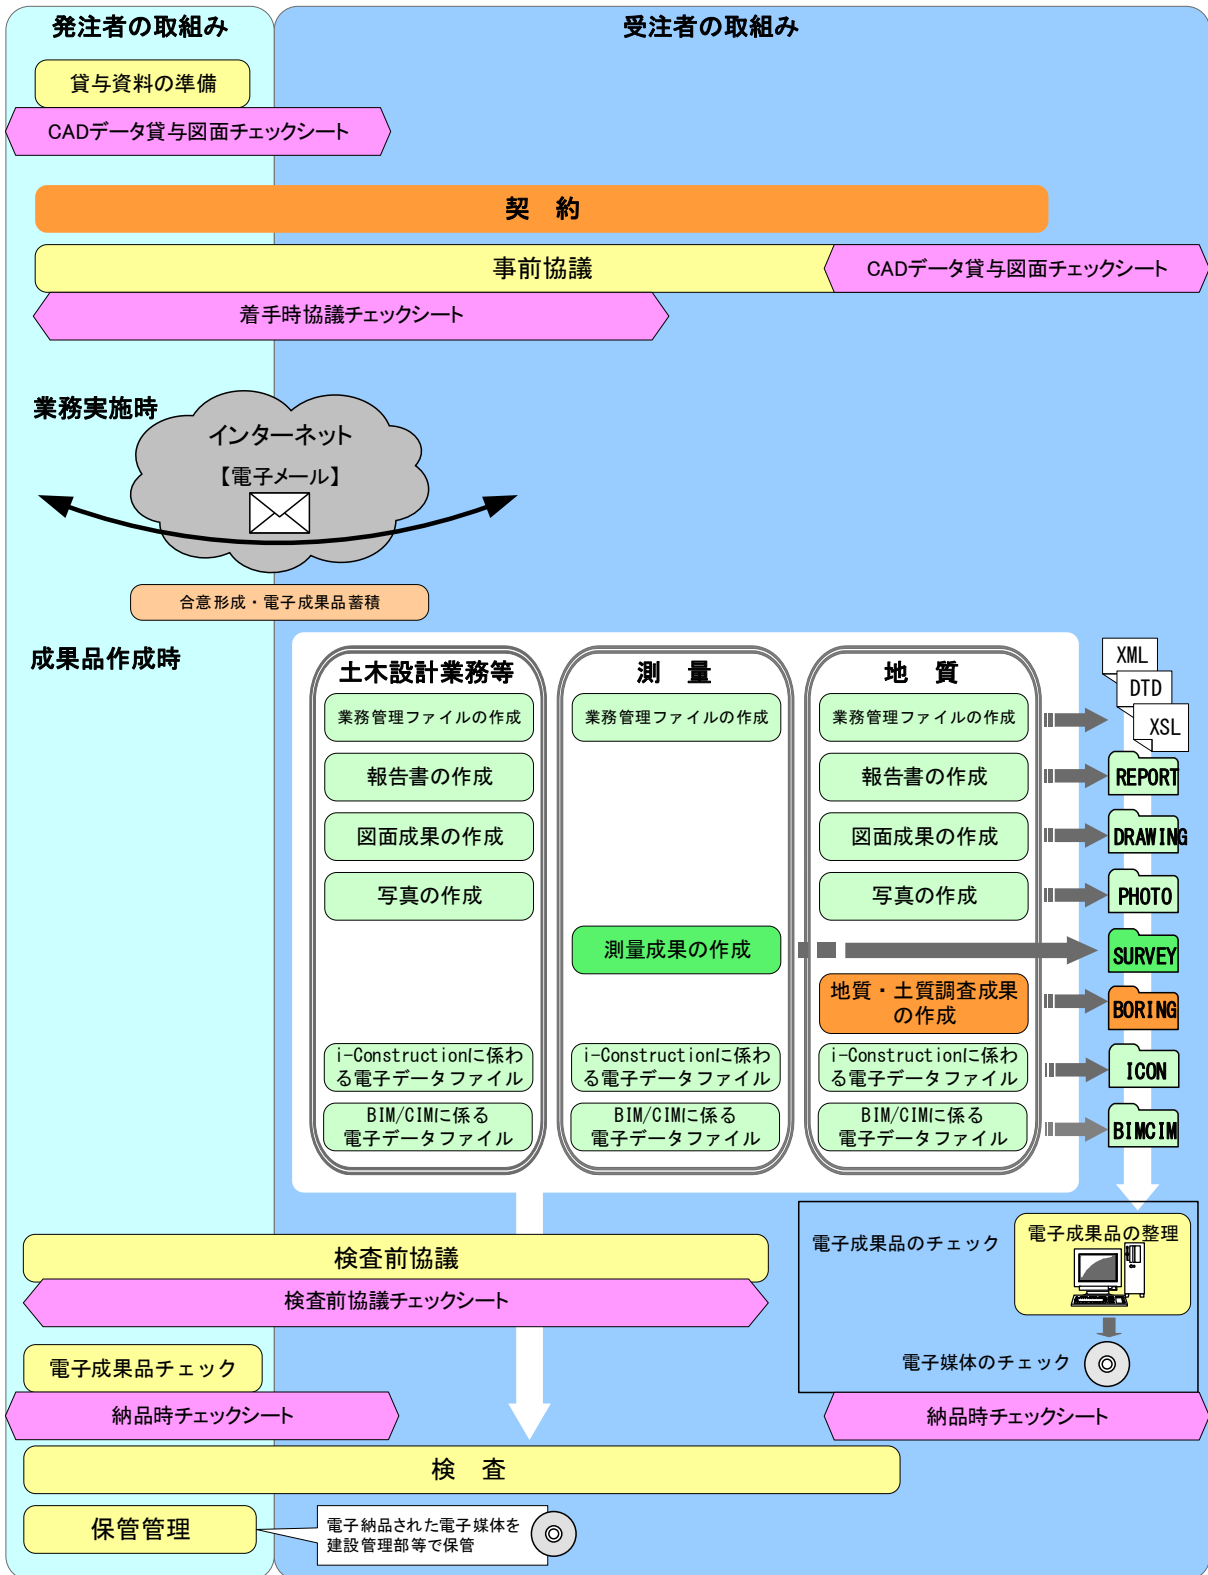 発注者の取組み
受注者の取組み
貸与資料の準備
CADデータ貸与図面チェックシート
契　約
事前協議
CADデータ貸与図面チェックシート
着手時協議チェックシート
業務実施時
インターネット
【電子メール】
合意形成・電子成果品蓄積
成果品作成時
土木設計業務等
業務管理ファイルの作成
報告書の作成
図面成果の作成
写真の作成
i-Constructionに係わ
る電子データファイル
BIM/CIMに係る
電子データファイル
測　量
業務管理ファイルの作成
測量成果の作成
i-Constructionに係わ
る電子データファイル
BIM/CIMに係る
電子データファイル
地　質
業務管理ファイルの作成
報告書の作成
図面成果の作成
写真の作成
地質・土質調査成果
の作成
i-Constructionに係わ
る電子データファイル
BIM/CIMに係る
電子データファイル
XML
DTD
XSL
REPORT
DRAWING
PHOTO
SURVEY
BORING
ICON
BIMCIM
検査前協議
検査前協議チェックシート
電子成果品のチェック
電子成果品の整理
電子媒体のチェック
電子成果品チェック
納品時チェックシート
納品時チェックシート
検　査
保管管理
電子納品された電子媒体を
建設管理部等で保管